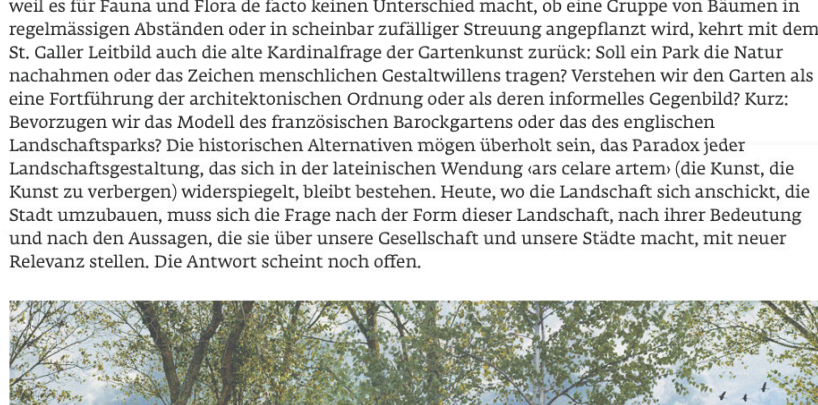 weil es für Fauna und Flora de facto keinen Unterschied macht, ob eine Gruppe von Bäumen in
regelmässigen Abständen oder in scheinbar zufälliger Streuung angepflanzt wird, kehrt mit dem
St. Galler Leitbild auch die alte Kardinalfrage der Gartenkunst zurück: Soll ein Park die Natur
nachahmen oder das Zeichen menschlichen Gestaltwillens tragen? Verstehen wir den Garten als
eine Fortführung der architektonischen Ordnung oder als deren informelles Gegenbild? Kurz:
Bevorzugen wir das Modell des französischen Barockgartens oder das des englischen
Landschaftsparks? Die historischen Alternativen mögen überholt sein, das Paradox jeder
Landschaftsgestaltung, das sich in der lateinischen Wendung ‹ars celare artem› (die Kunst, die
Kunst zu verbergen) widerspiegelt, bleibt bestehen. Heute, wo die Landschaft sich anschickt, die
Stadt umzubauen, muss sich die Frage nach der Form dieser Landschaft, nach ihrer Bedeutung
und nach den Aussagen, die sie über unsere Gesellschaft und unsere Städte macht, mit neuer
Relevanz stellen. Die Antwort scheint noch offen.